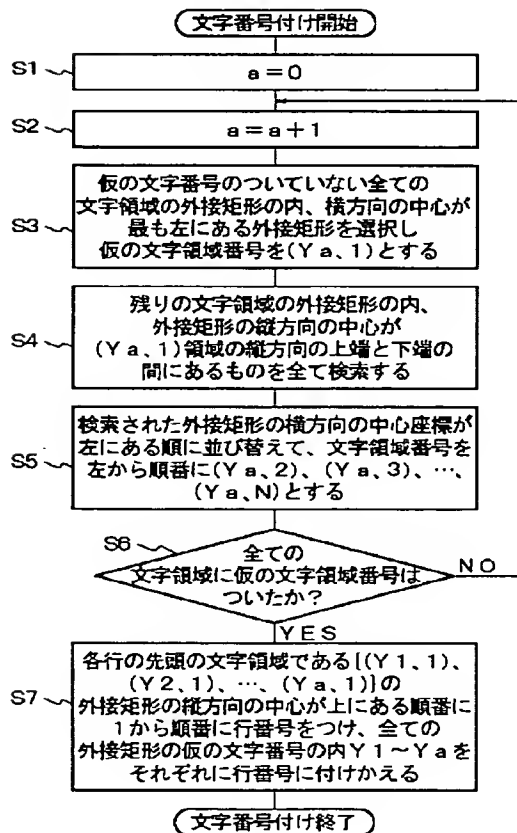 文字番号付け開始
S1
a=0
S2
a=a+1
S3
仮の文字番号のついていない全ての
文字領域の外接矩形の内、横方向の中心が
最も左にある外接矩形を選択し
仮の文字領域番号を(Ya、1)とする
S4
残りの文字領域の外接矩形の内、
外接矩形の縦方向の中心が
(Ya、1)領域の縦方向の上端と下端の
間にあるものを全て検索する
S5
検索された外接矩形の横方向の中心座標が
左にある順に並び替えて、文字領域番号を
左から順番に(Ya、2)、(Ya、3)、…、
(Ya、N)とする
S6
全ての
文字領域に仮の文字領域番号は
ついたか?
NO
YES
S7
各行の先頭の文字領域である[(Y1、1)、
(Y2、1)、…、(Ya、1)]の
外接矩形の縦方向の中心が上にある順番に
1から順番に行番号をつけ、全ての
外接矩形の仮の文字番号の内Y1~Yaを
それぞれに行番号に付けかえる
文字番号付け終了